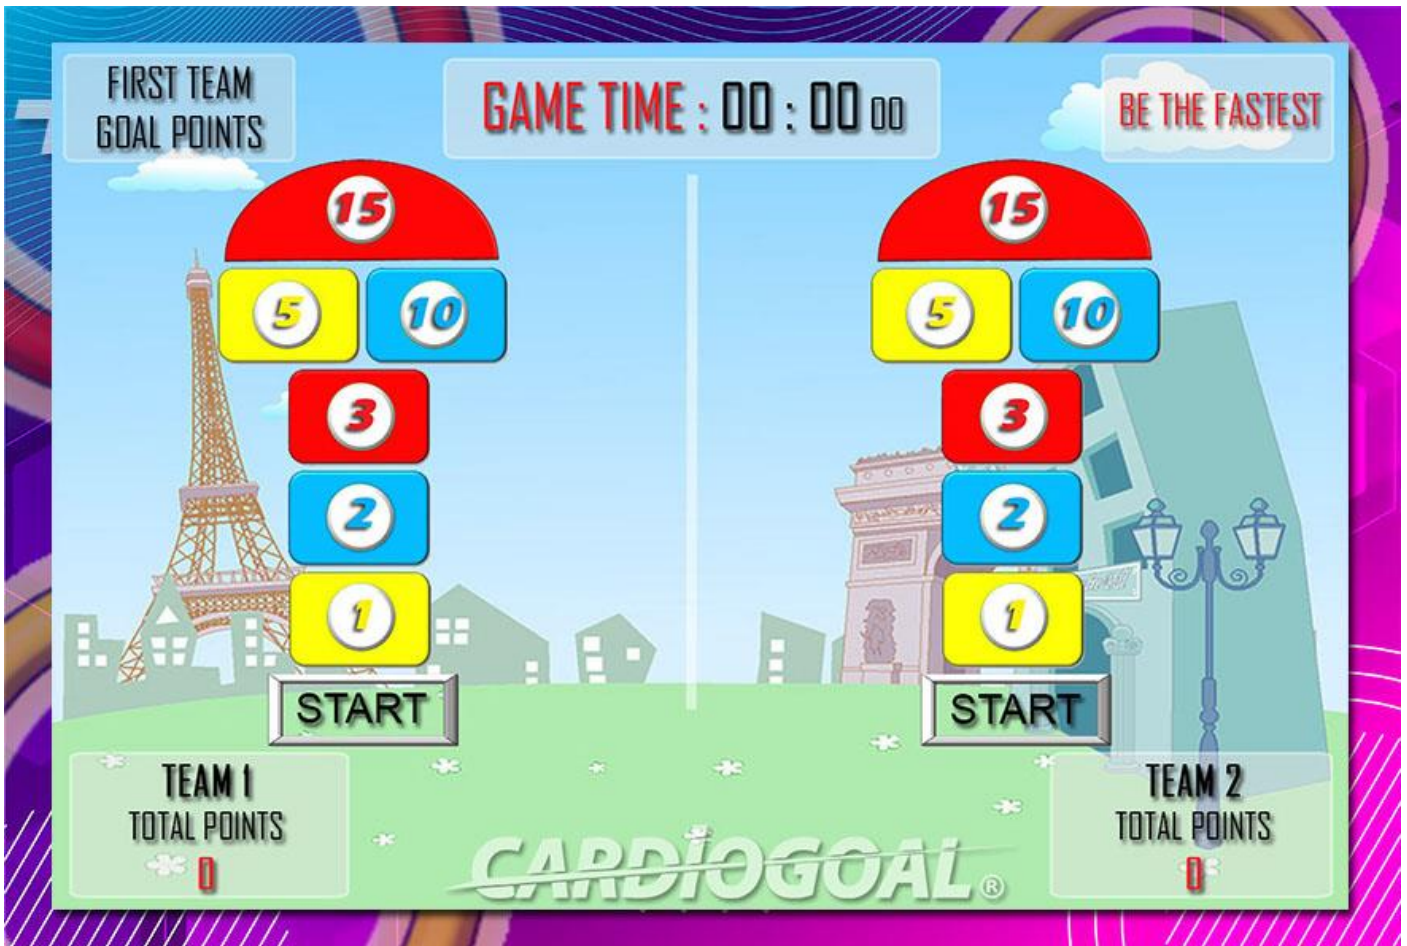 FIRST TEAM
GOAL POINTS
GAME TIME : 00 : 00 00
BE THE FASTEST
15
5
10
3
2
1
START
15
5
10
3
2
1
START
TEAM 1
TOTAL POINTS
0
TEAM 2
TOTAL POINTS
0
CARDIOGOAL®